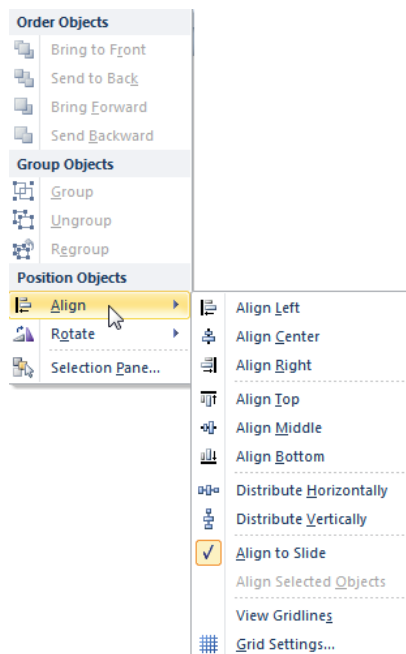 Order Objects
Bring to Front
Send to Back
Bring Forward
Send Backward
Group Objects
Group
Ungroup
Regroup
Position Objects
Align
Rotate
Selection Pane...
Align Left
Align Center
Align Right
Align Top
Align Middle
Align Bottom
Distribute Horizontally
Distribute Vertically
Align to Slide
Align Selected Objects
View Gridlines
Grid Settings...